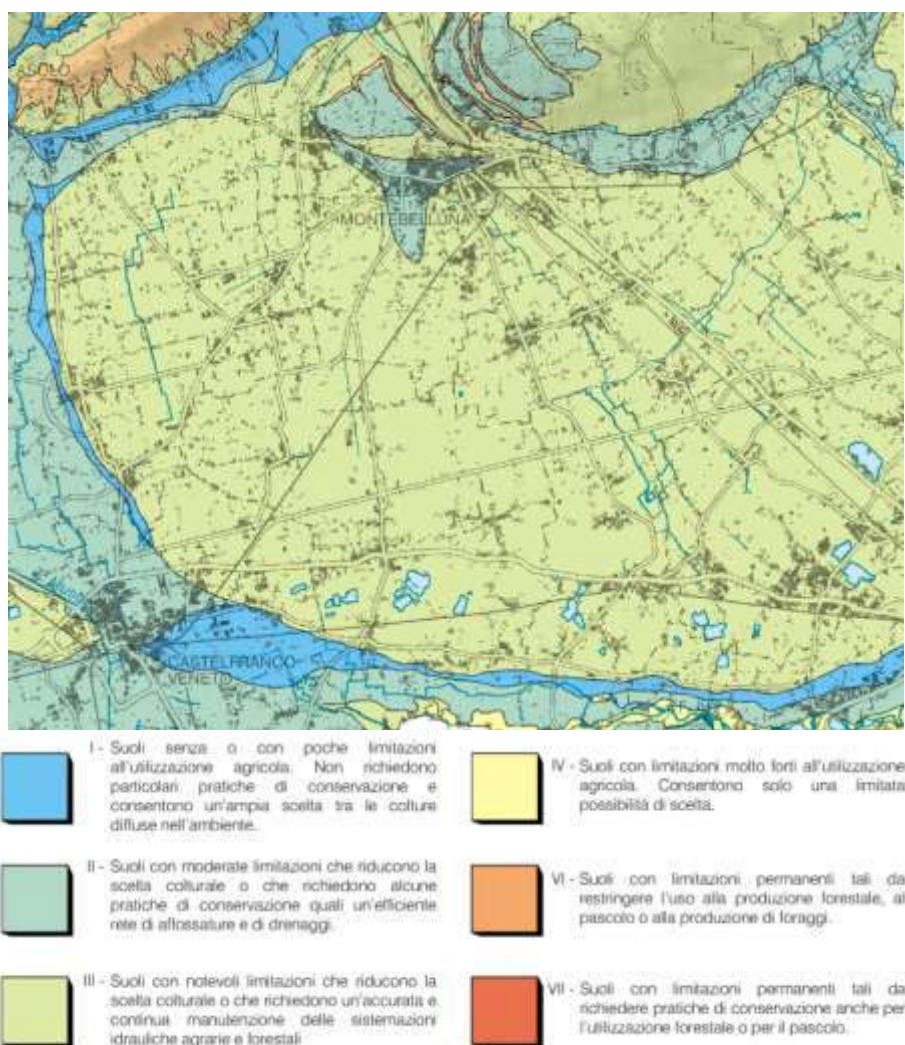 ASOLO
MONTEBELLUNA
CASTELFRANCO
VENETO
I - Suoli senza o con poche limitazioni
all'utilizzazione agricola. Non richiedono
particolari pratiche di conservazione e
consentono un'ampia scelta tra le colture
diffuse nell'ambiente.
II - Suoli con moderate limitazioni che riducono la
scelta colturale o che richiedono alcune
pratiche di conservazione quali un'efficiente
rete di affossature e di drenaggi.
III - Suoli con notevoli limitazioni che riducono la
scelta colturale o che richiedono un'accurata e
continua manutenzione delle sistemazioni
idrauliche agrarie e forestali
IV - Suoli con limitazioni molto forti all'utilizzazione
agricola. Consentono solo una limitata
possibilità di scelta.
VI - Suoli con limitazioni permanenti tali da
restringere l'uso alla produzione forestale, al
pascolo o alla produzione di foraggi.
VII - Suoli con limitazioni permanenti tali da
richiedere pratiche di conservazione anche per
l'utilizzazione forestale o per il pascolo.